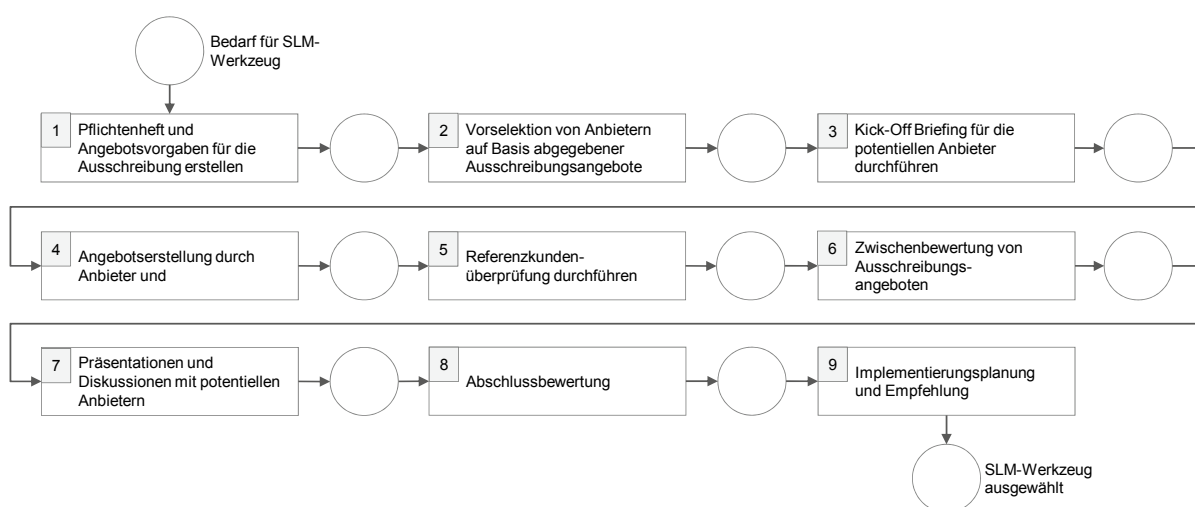 Bedarf für SLM-
Werkzeug
1
Pflichtenheft und
Angebotsvorgaben für die
Ausschreibung erstellen
2
Vorselektion von Anbietern
auf Basis abgegebener
Ausschreibungsangebote
3
Kick-Off Briefing für die
potentiellen Anbieter
durchführen
4
Angebotserstellung durch
Anbieter und
5
Referenzkunden-
überprüfung durchführen
6
Zwischenbewertung von
Ausschreibungs-
angeboten
7
Präsentationen und
Diskussionen mit potentiellen
Anbietern
8
Abschlussbewertung
9
Implementierungsplanung
und Empfehlung
SLM-Werkzeug
ausgewählt